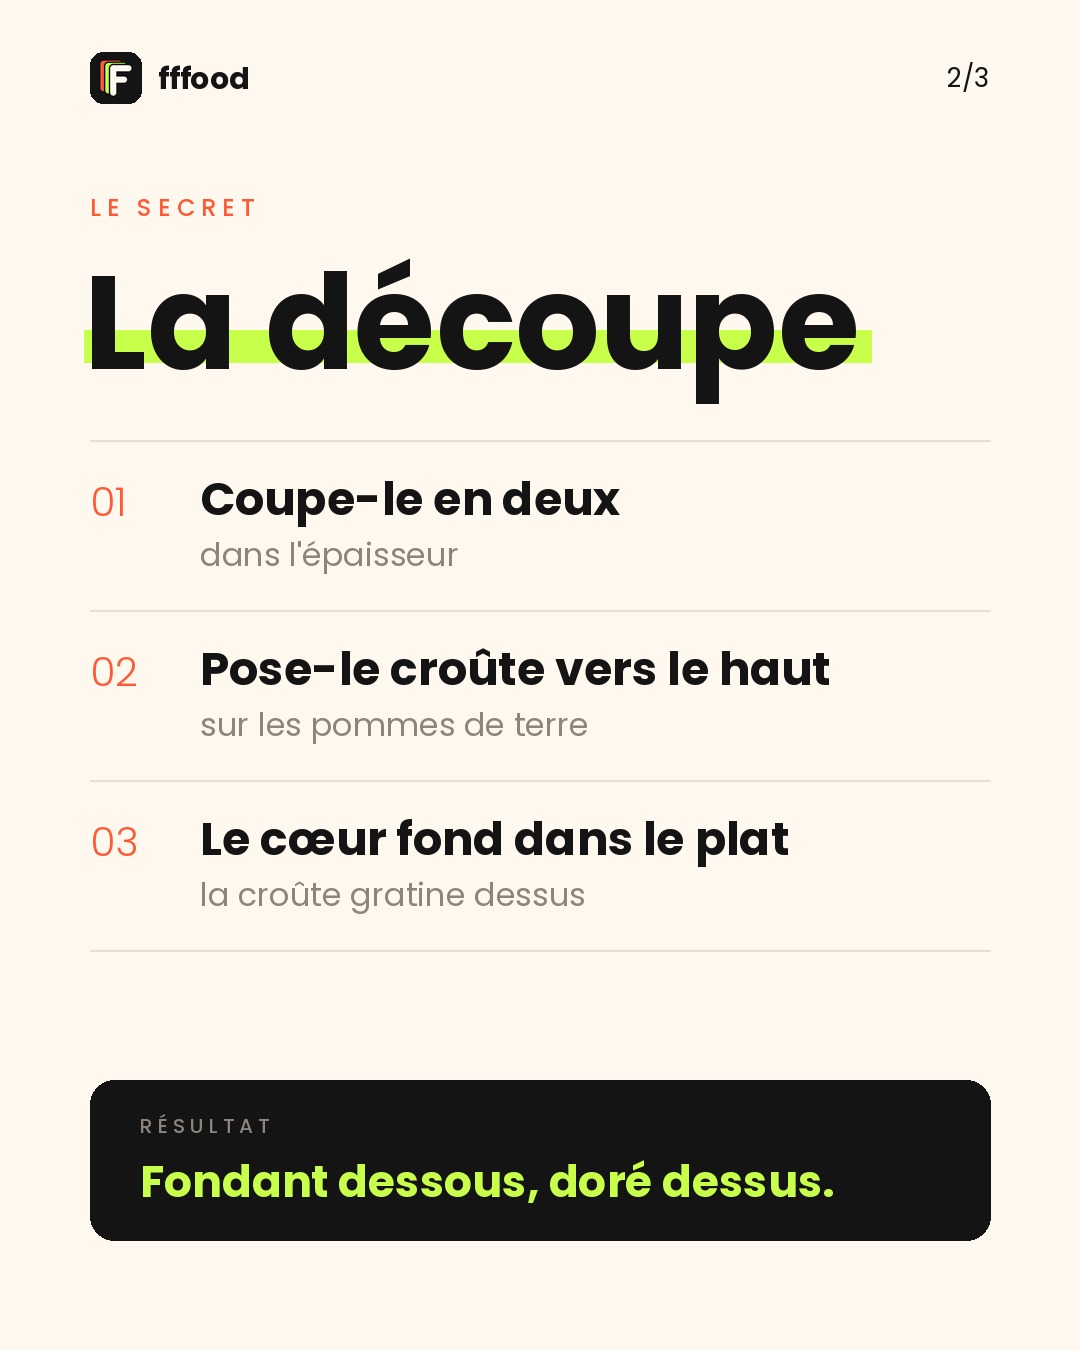 fffood
2/3
LE SECRET
La découpe
01
Coupe-le en deux
dans l'épaisseur
02
Pose-le croûte vers le haut
sur les pommes de terre
03
Le cœur fond dans le plat
la croûte gratine dessus
RÉSULTAT
Fondant dessous, doré dessus.